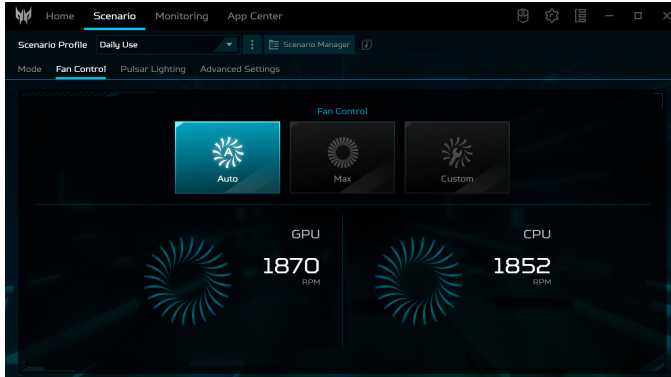 Home Scenario Monitoring App Center
Scenario Profile Daily Use Scenario Manager
Mode Fan Control Pulsar Lighting Advanced Settings
Fan Control
A
Auto Max Custom
GPU CPU
1870 1852
RPM RPM